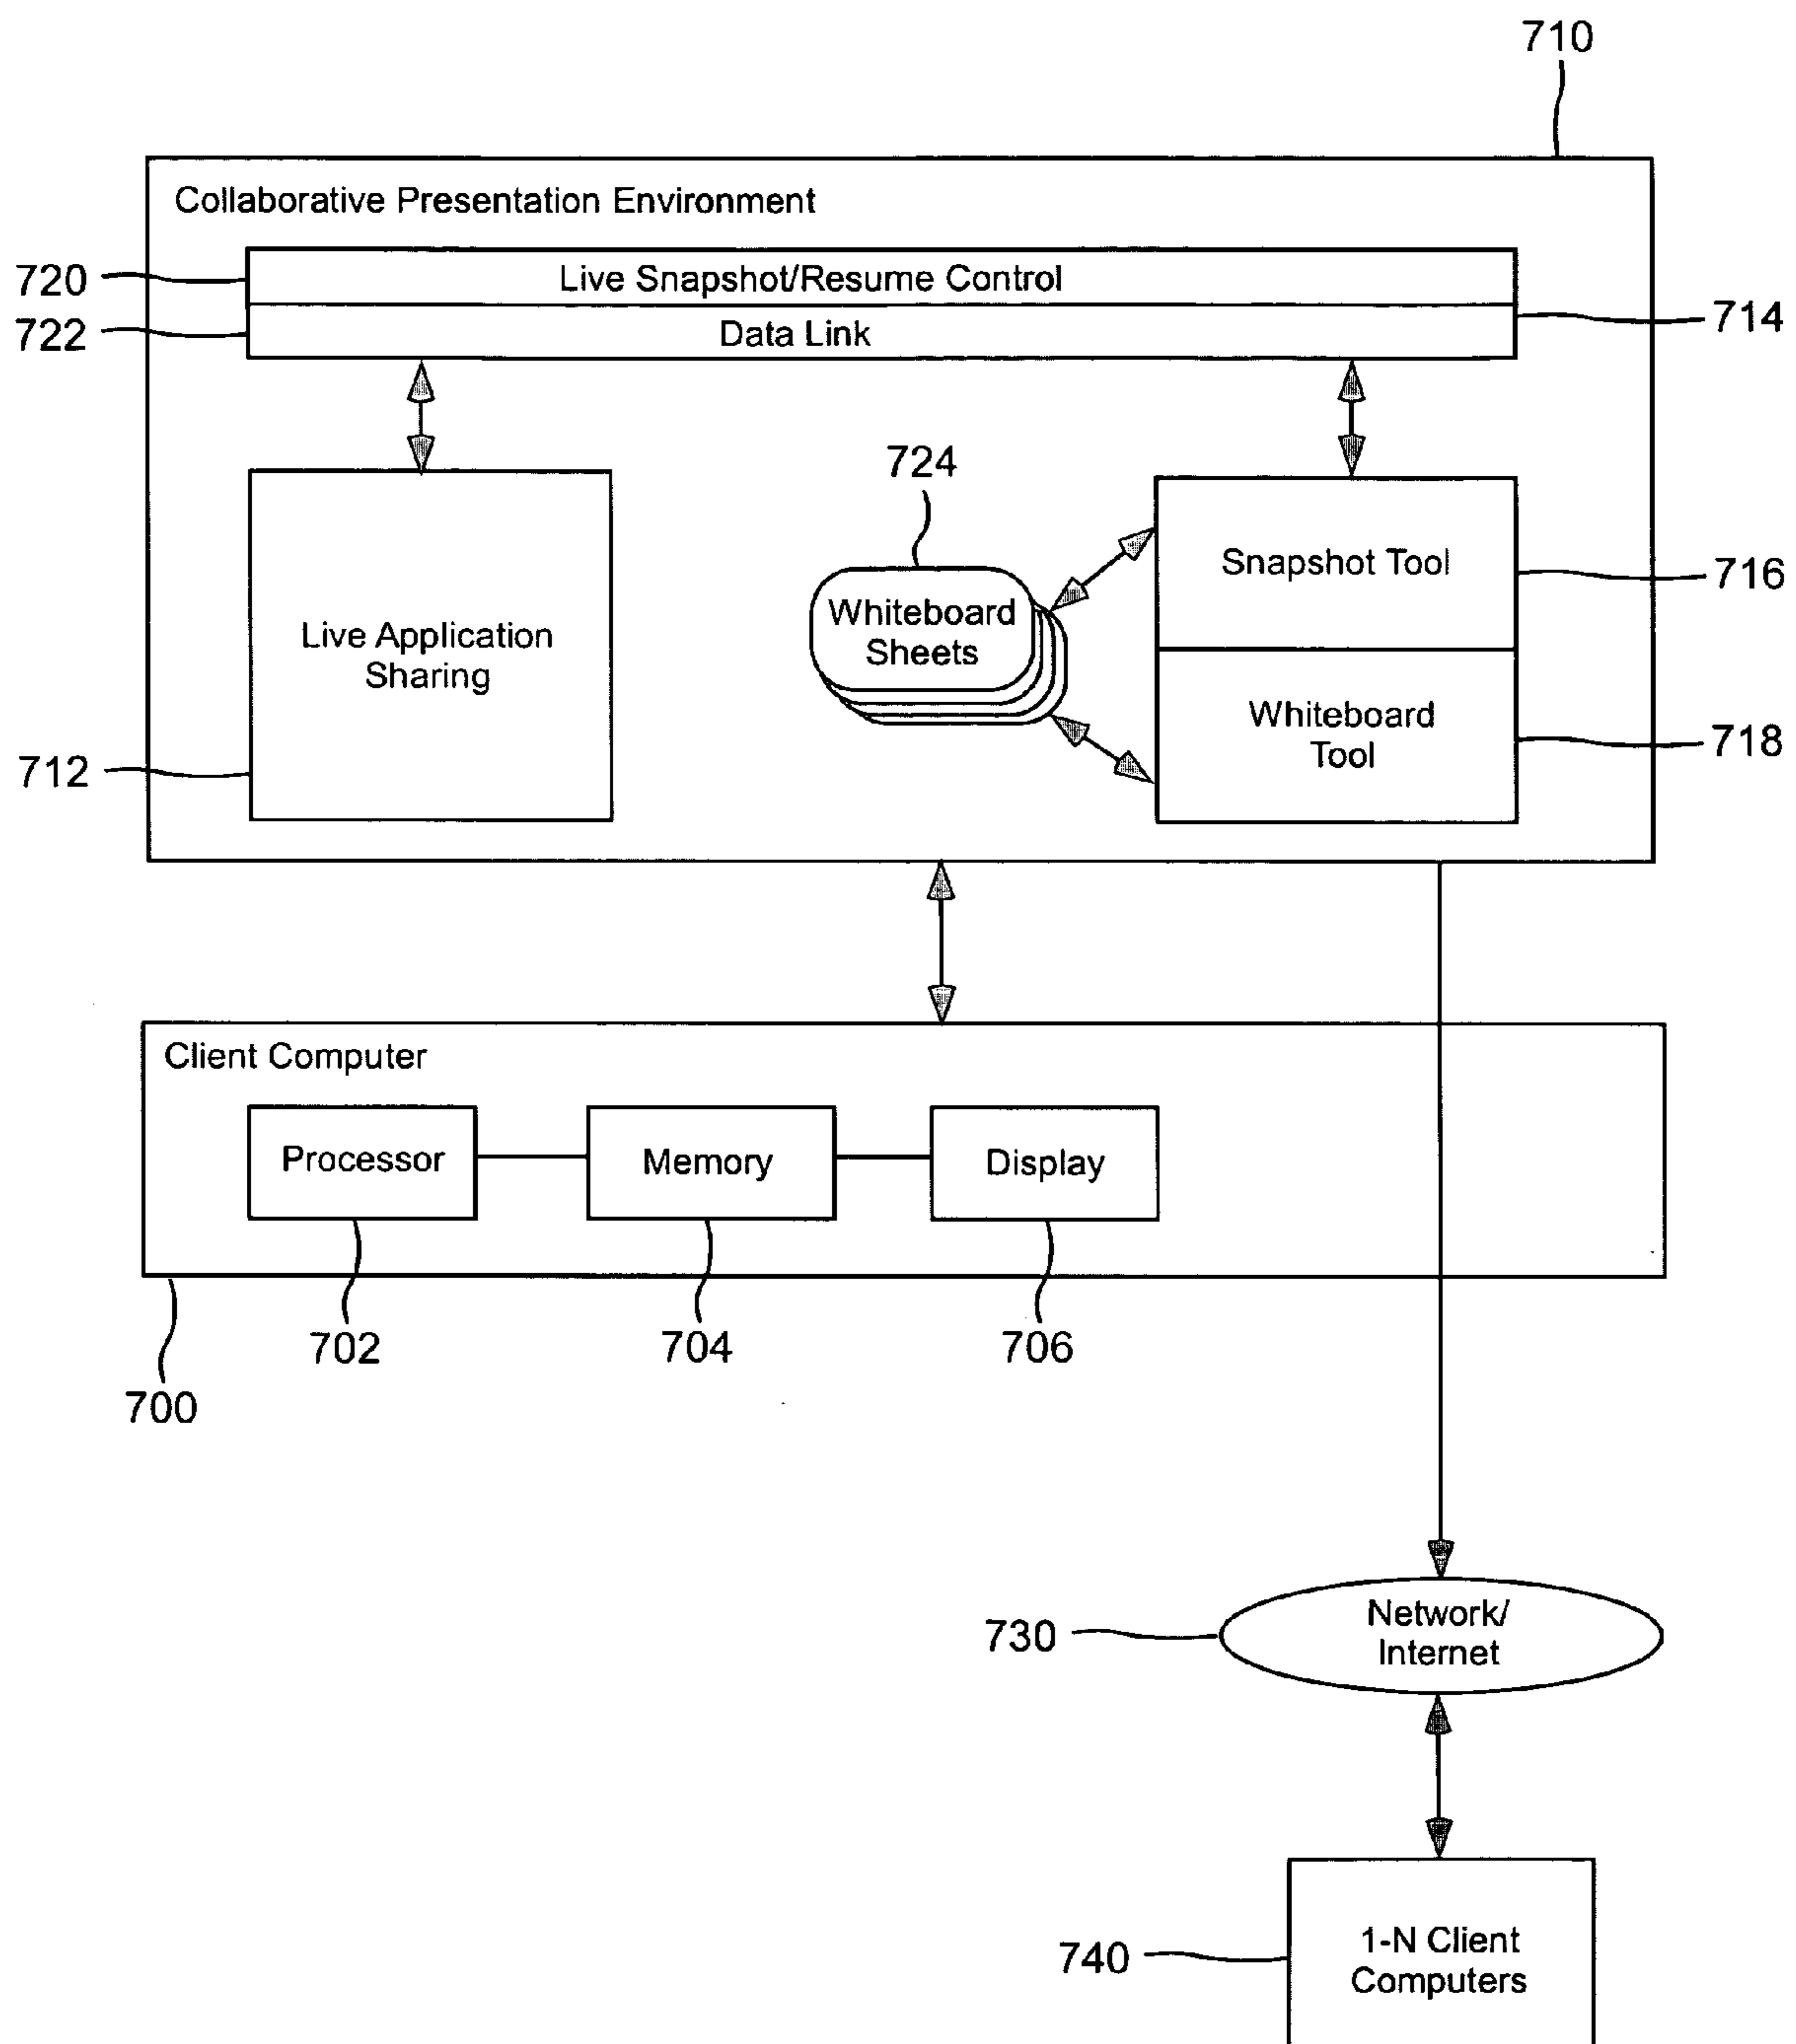 710
Collaborative Presentation Environment
720
Live Snapshot/Resume Control
714
722
Data Link
724
Whiteboard
Sheets
Snapshot Tool
716
Live Application
Sharing
Whiteboard
Tool
718
712
Client Computer
Processor
Memory
Display
702
704
706
700
730
Network/
Internet
740
1-N Client
Computers